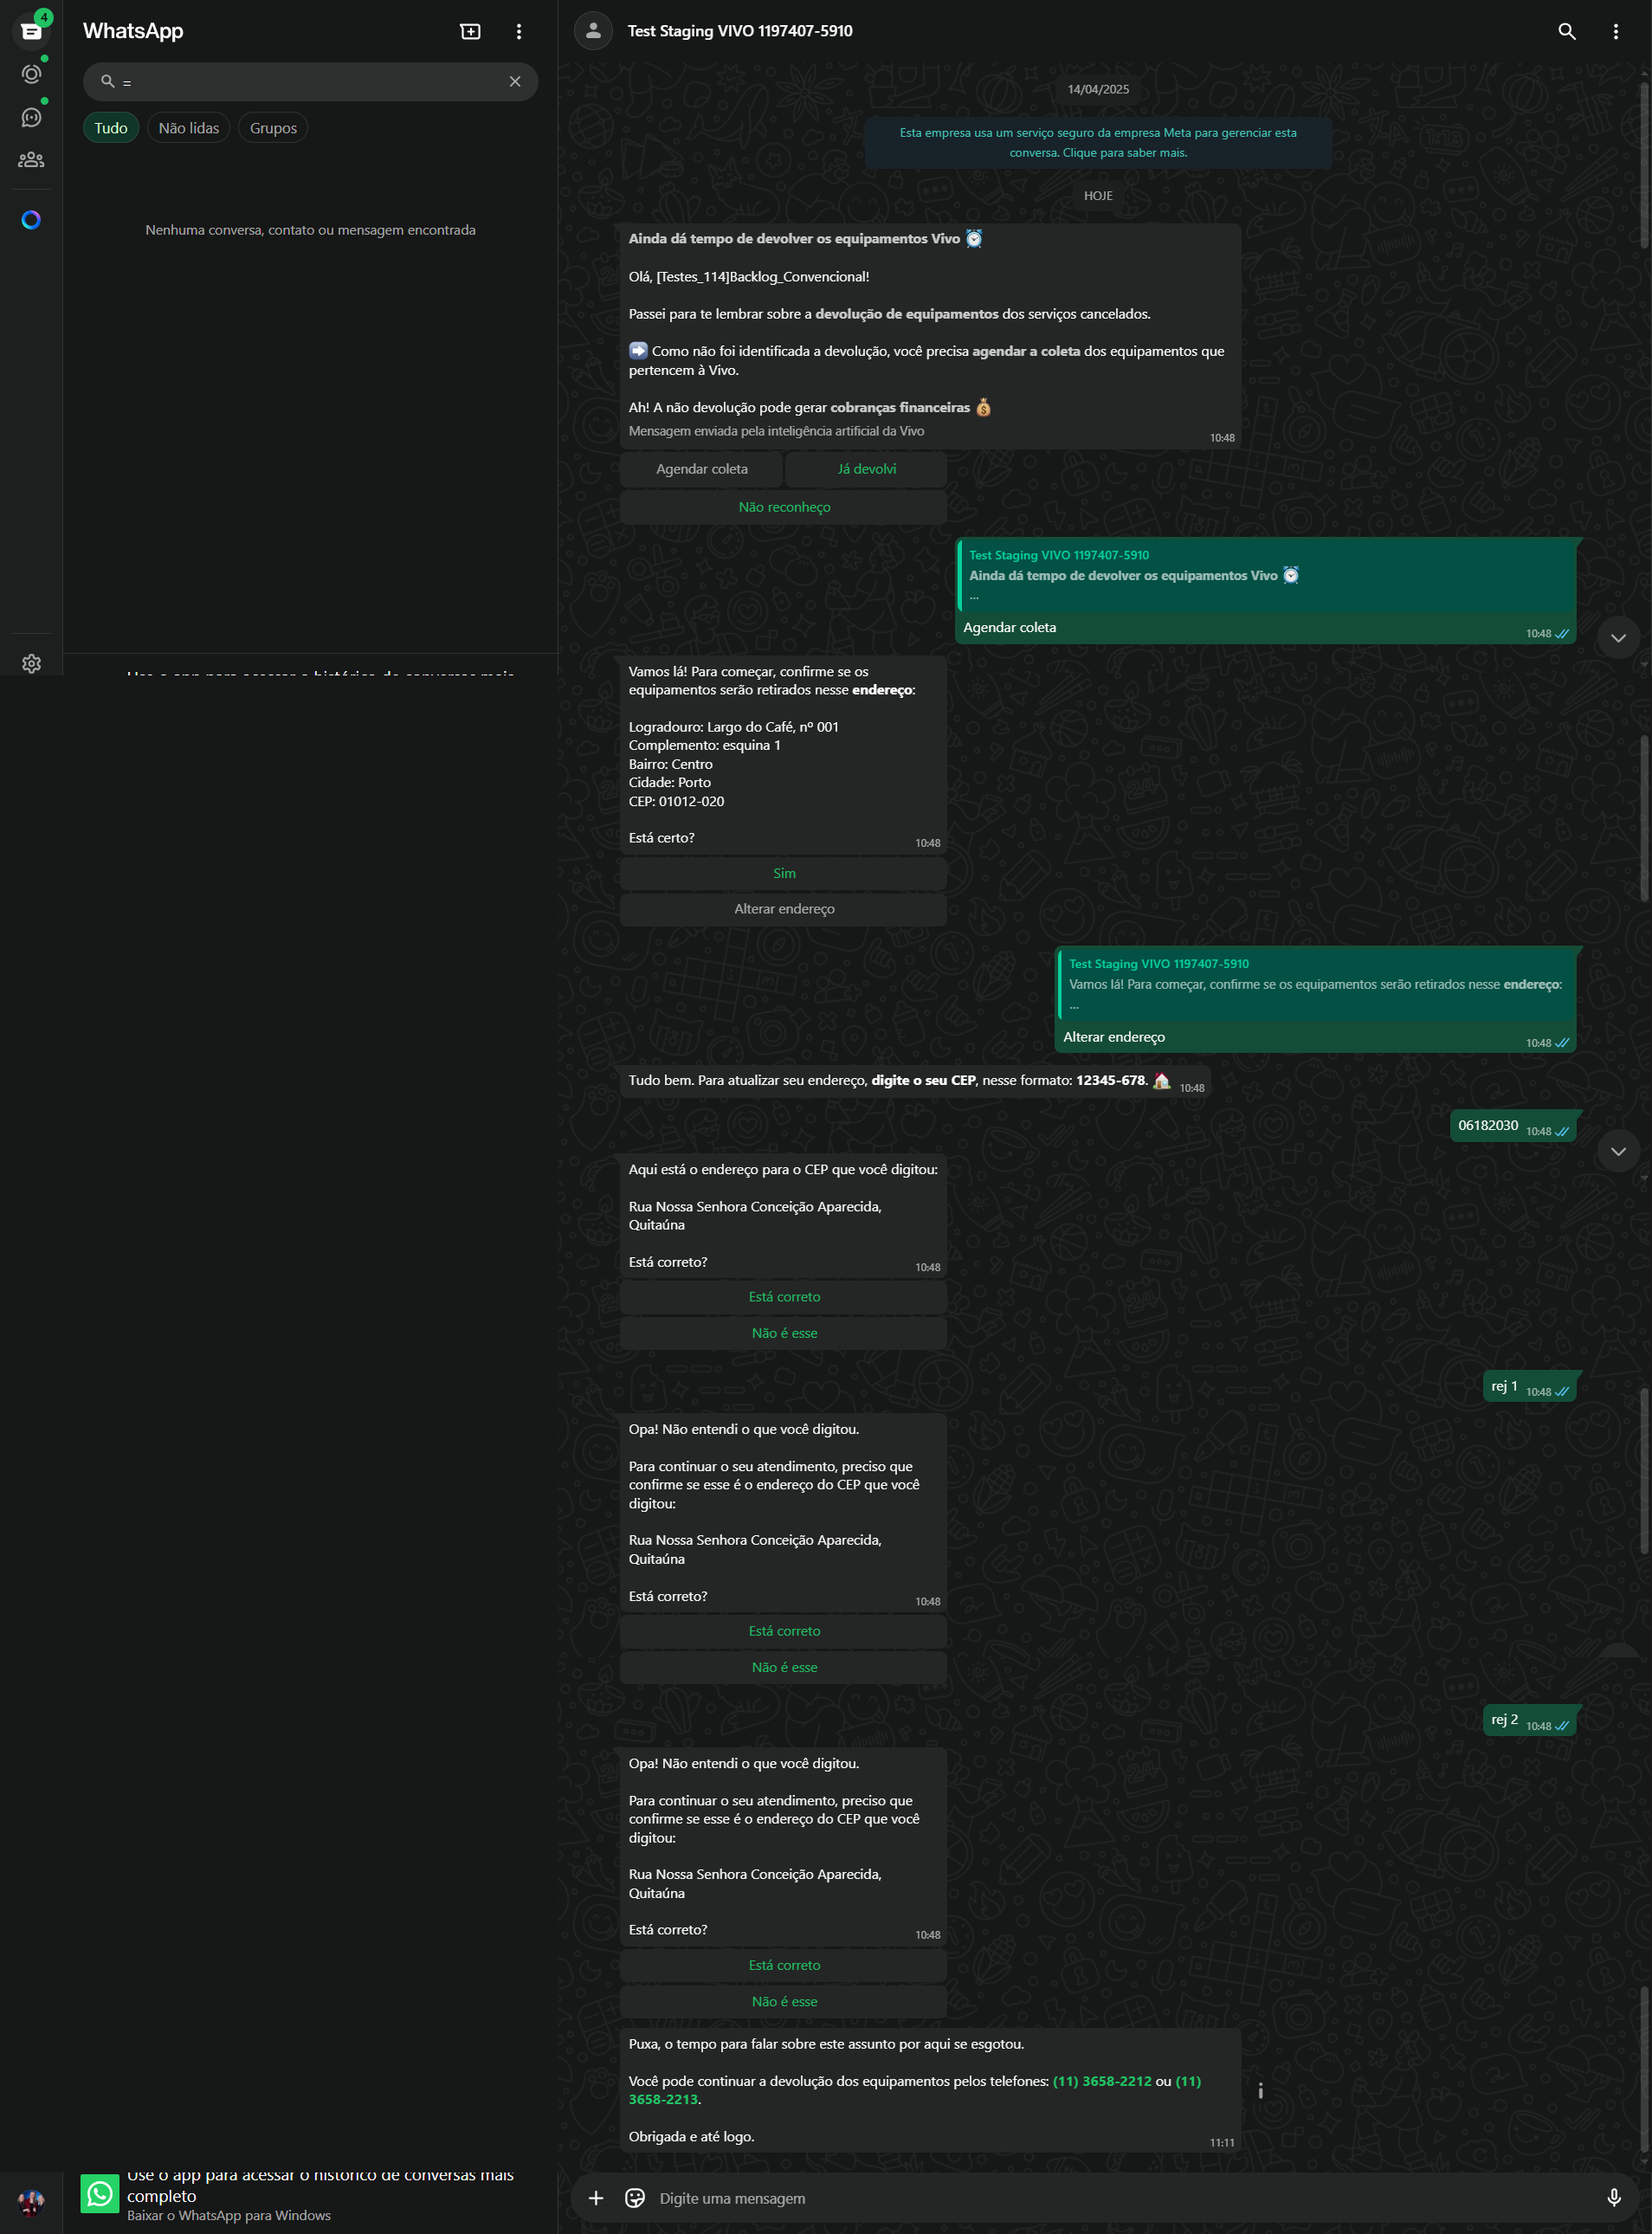 4
WhatsApp
=
Tudo
Não lidas
Grupos
Nenhuma conversa, contato ou mensagem encontrada
Test Staging VIVO 1197407-5910
14/04/2025
Esta empresa usa um serviço seguro da empresa Meta para gerenciar esta
conversa. Clique para saber mais.
HOJE
Ainda dá tempo de devolver os equipamentos Vivo ⏰
Olá, [Testes_114]Backlog_Convencional!
Passei para te lembrar sobre a devolução de equipamentos dos serviços cancelados.
➡️ Como não foi identificada a devolução, você precisa agendar a coleta dos equipamentos que
pertencem à Vivo.
Ah! A não devolução pode gerar cobranças financeiras 💰
Mensagem enviada pela inteligência artificial da Vivo
10:48
Agendar coleta
Já devolvi
Não reconheço
Test Staging VIVO 1197407-5910
Ainda dá tempo de devolver os equipamentos Vivo ⏰
...
Agendar coleta
10:48
Vamos lá! Para começar, confirme se os
equipamentos serão retirados nesse endereço:
Logradouro: Largo do Café, nº 001
Complemento: esquina 1
Bairro: Centro
Cidade: Porto
CEP: 01012-020
Está certo?
10:48
Sim
Alterar endereço
Test Staging VIVO 1197407-5910
Vamos lá! Para começar, confirme se os equipamentos serão retirados nesse endereço:
...
Alterar endereço
10:48
Tudo bem. Para atualizar seu endereço, digite o seu CEP, nesse formato: 12345-678. 🏠
10:48
06182030
10:48
Aqui está o endereço para o CEP que você digitou:
Rua Nossa Senhora Conceição Aparecida,
Quitaúna
Está correto?
10:48
Está correto
Não é esse
rej 1
10:48
Opa! Não entendi o que você digitou.
Para continuar o seu atendimento, preciso que
confirme se esse é o endereço do CEP que você
digitou:
Rua Nossa Senhora Conceição Aparecida,
Quitaúna
Está correto?
10:48
Está correto
Não é esse
rej 2
10:48
Opa! Não entendi o que você digitou.
Para continuar o seu atendimento, preciso que
confirme se esse é o endereço do CEP que você
digitou:
Rua Nossa Senhora Conceição Aparecida,
Quitaúna
Está correto?
10:48
Está correto
Não é esse
Puxa, o tempo para falar sobre este assunto por aqui se esgotou.
Você pode continuar a devolução dos equipamentos pelos telefones: (11) 3658-2212 ou (11)
3658-2213.
Obrigada e até logo.
11:11
Use o app para acessar o histórico de conversas mais
completo
Baixar o WhatsApp para Windows
Digite uma mensagem